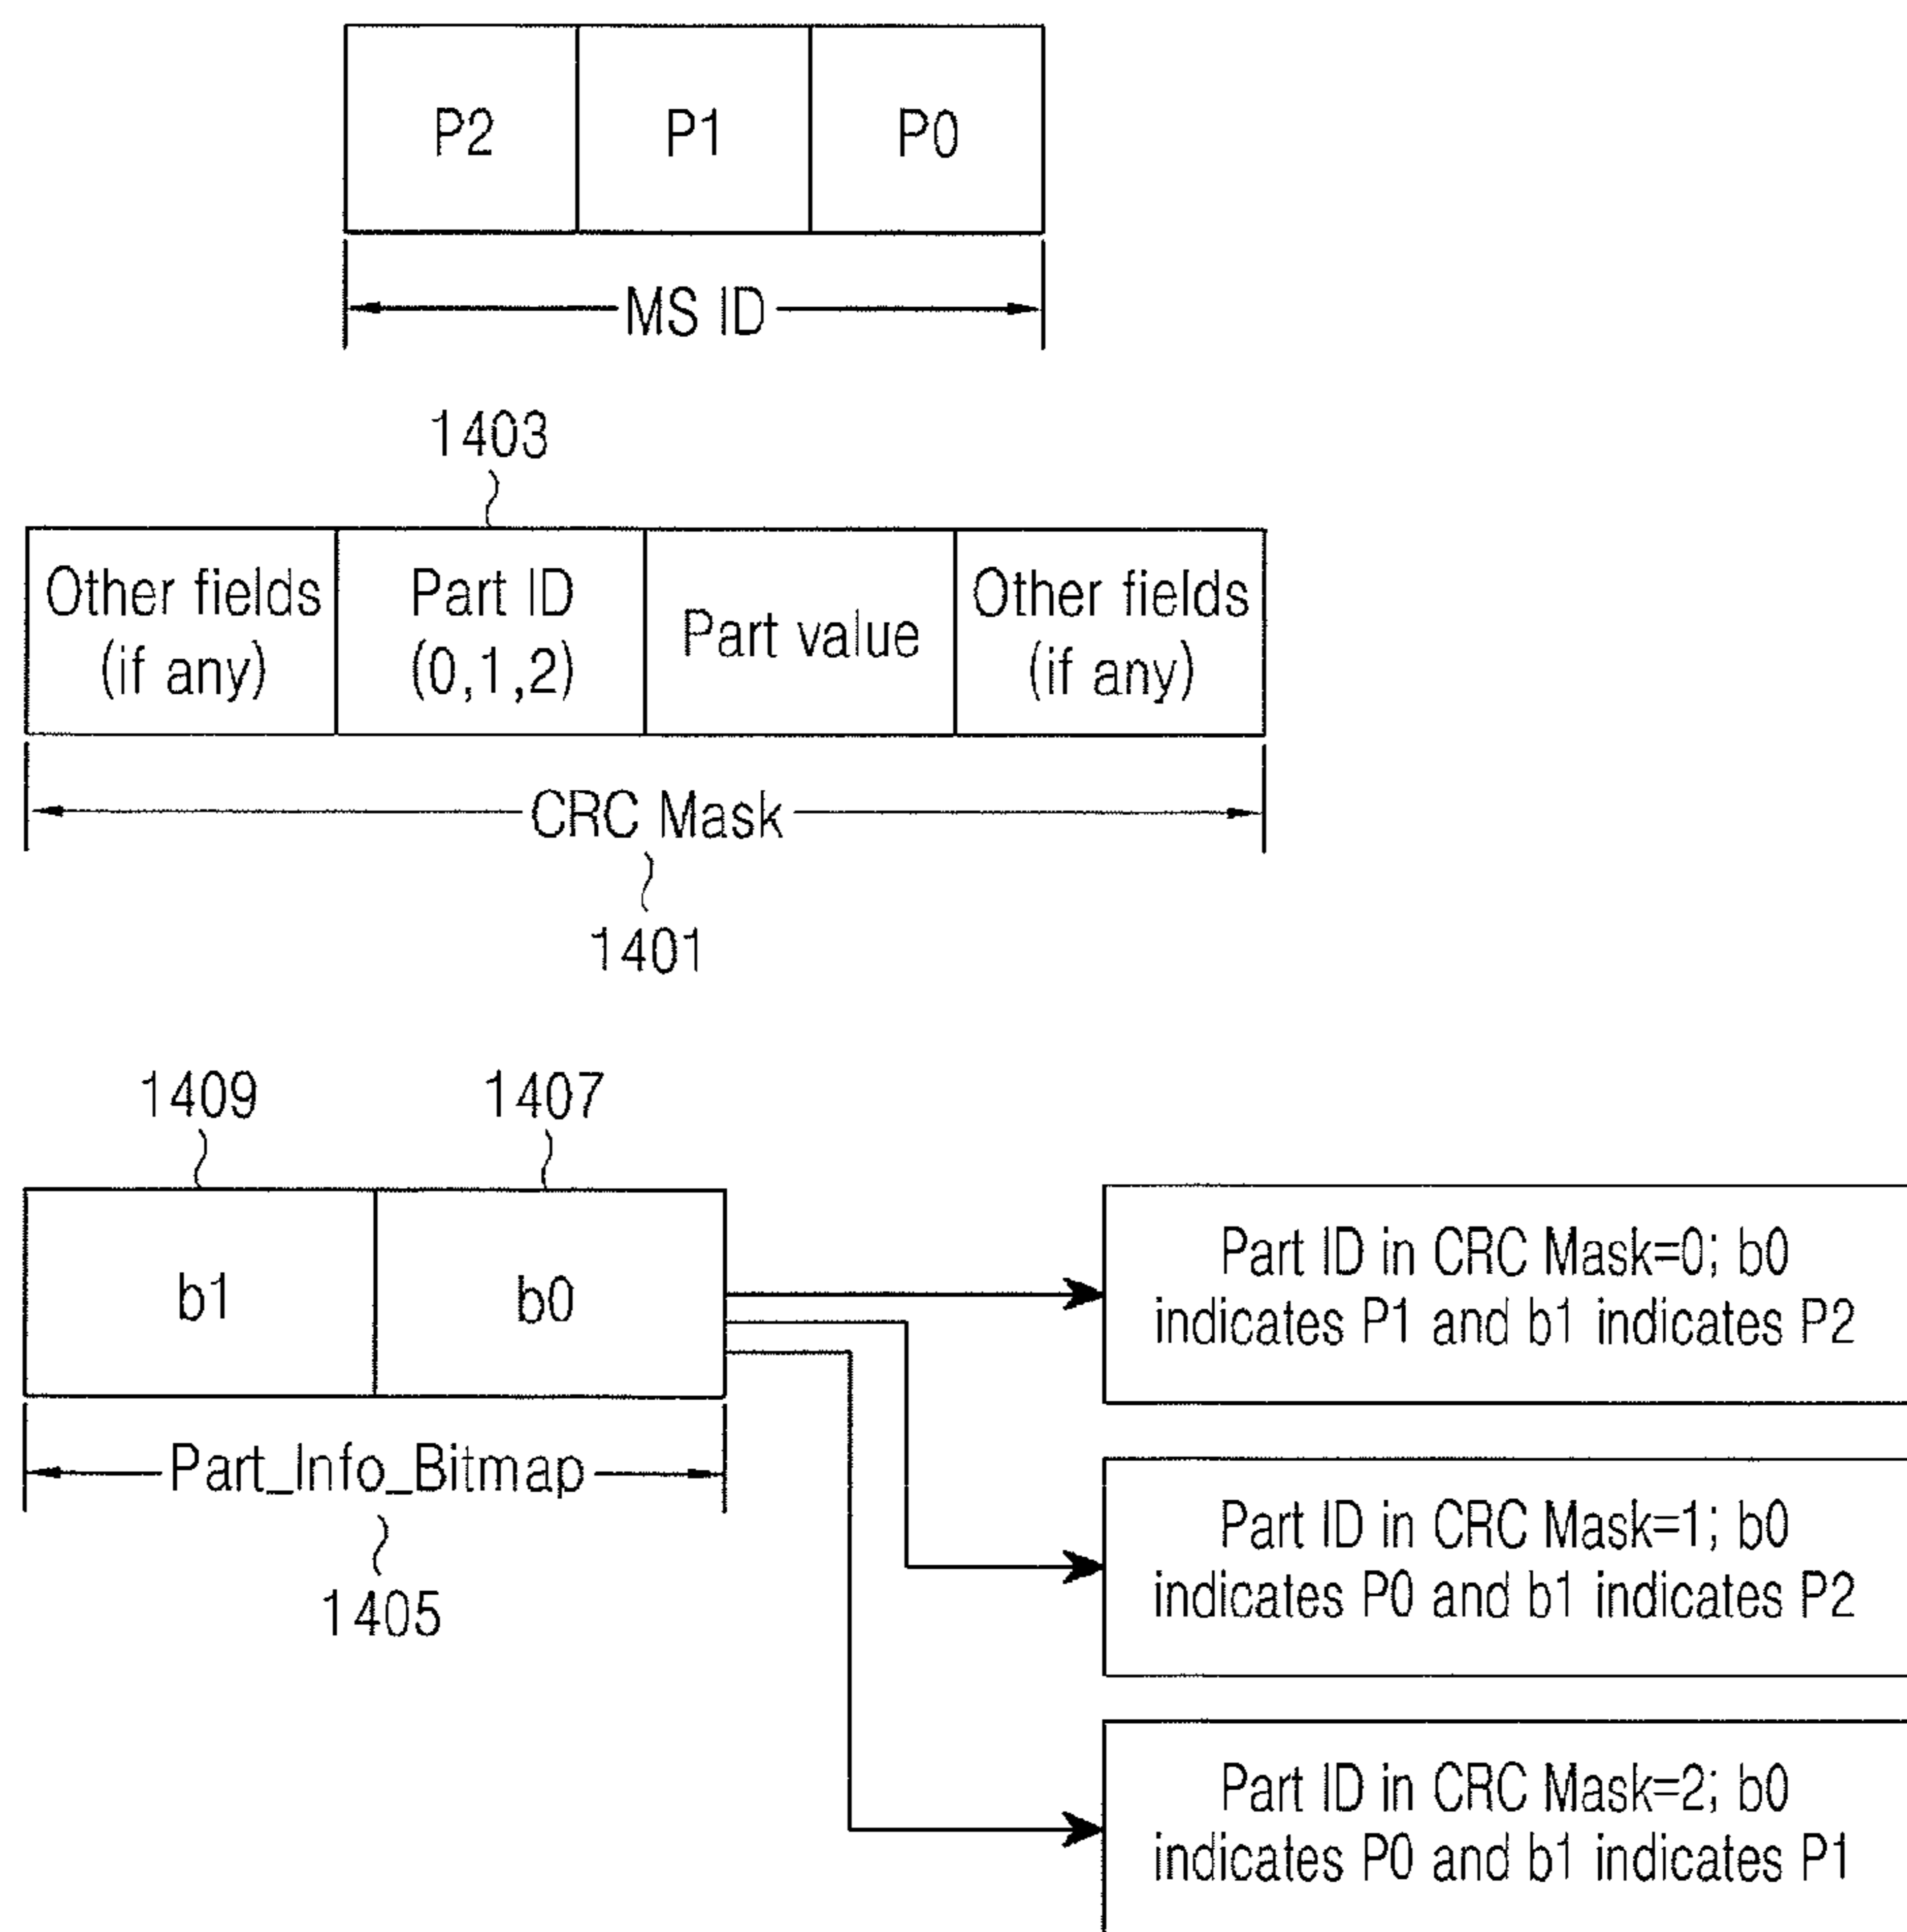 P2 P1 P0
MS ID
1403
Other fields (if any)
Part ID (0,1,2)
Part value
Other fields (if any)
CRC Mask
1401
1409 1407
b1 b0
Part_Info_Bitmap
1405
Part ID in CRC Mask=0; b0
indicates P1 and b1 indicates P2
Part ID in CRC Mask=1; b0
indicates P0 and b1 indicates P2
Part ID in CRC Mask=2; b0
indicates P0 and b1 indicates P1